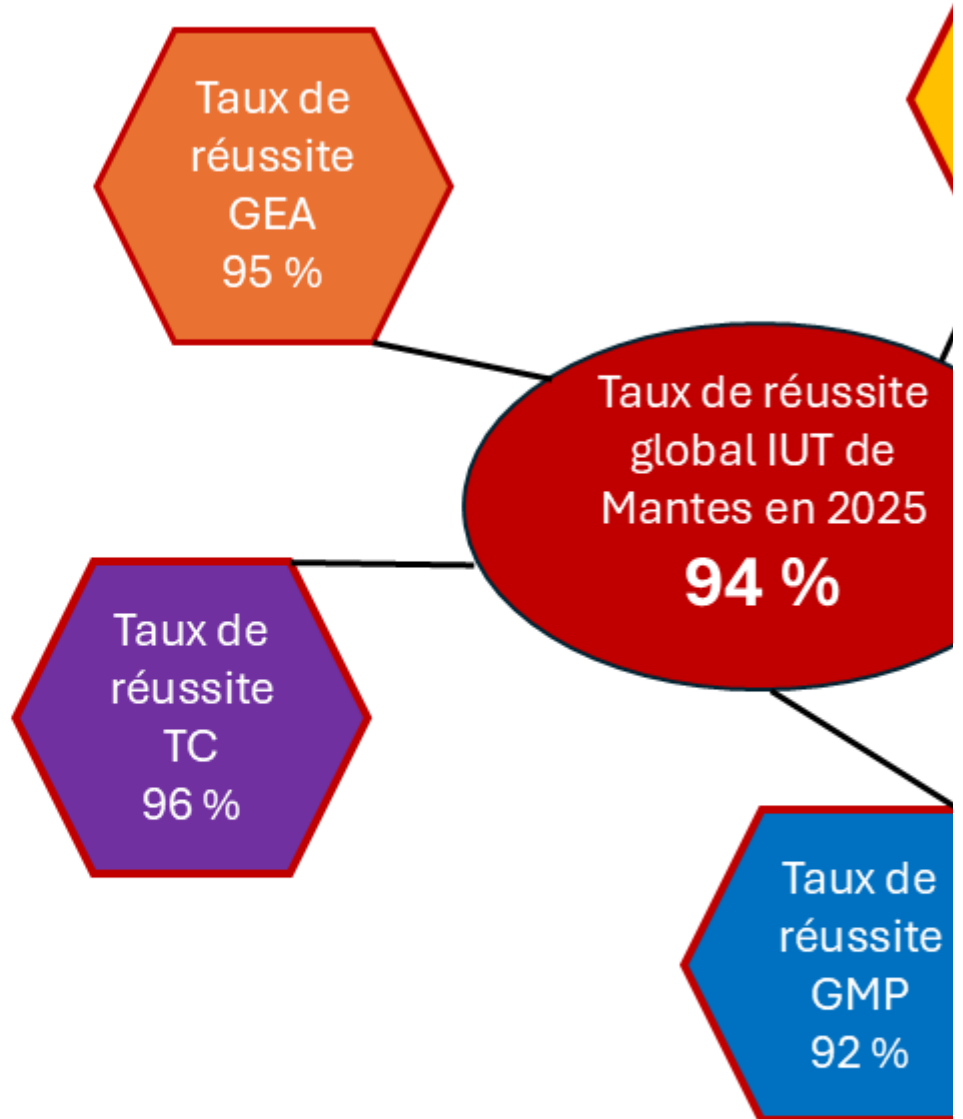 Taux de
réussite
GEA
95 %
Taux de réussite
global IUT de
Mantes en 2025
94 %
Taux de
réussite
TC
96 %
Taux de
réussite
GMP
92 %